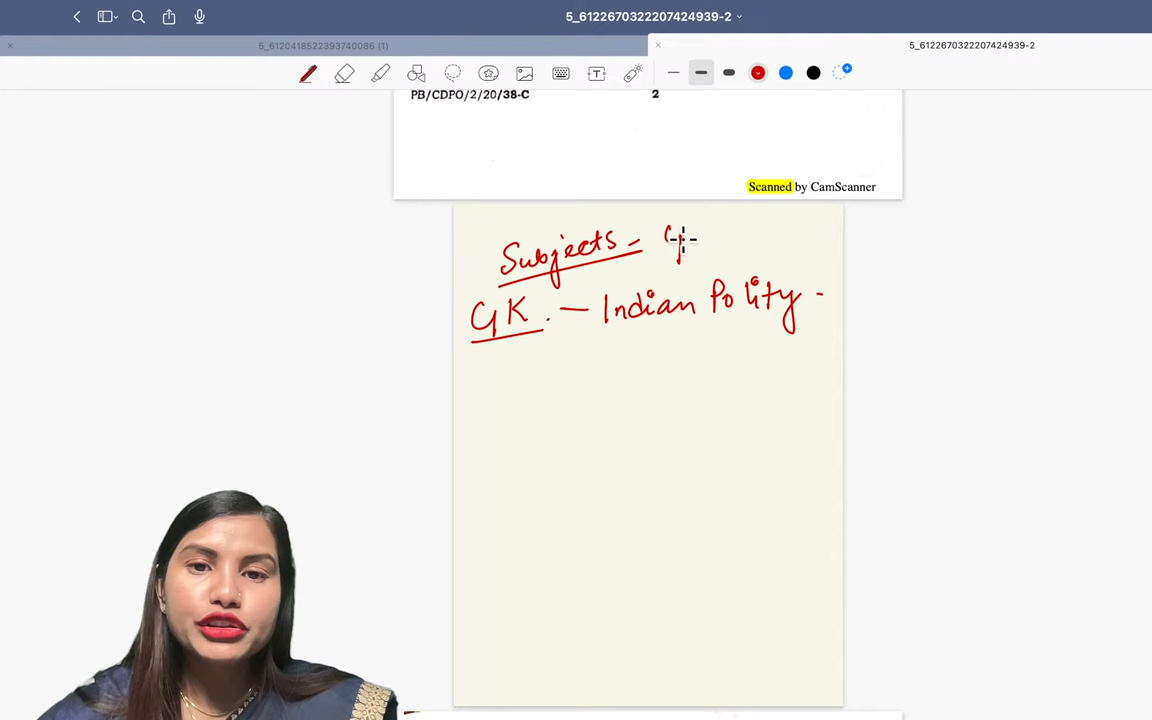 5_6122670322207424939-2
5_6120418522393740086 (1)
5_6122670322207424939-2
PB/CDPO/2/20/38-C 2
Scanned by CamScanner
Subjects =
GK. — Indian Polity -